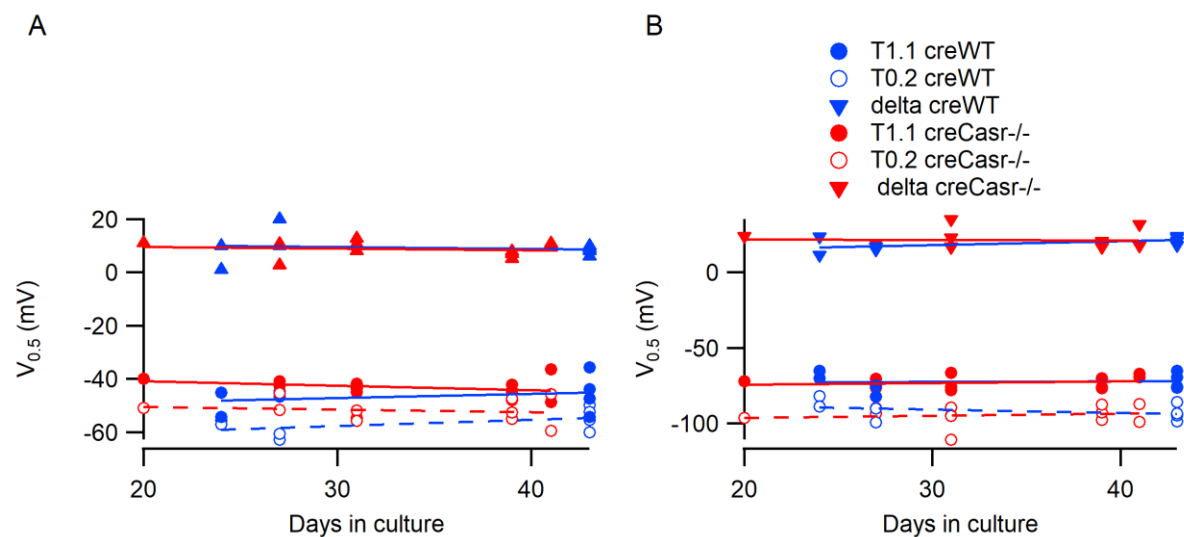 A
B
T1.1 creWT
T0.2 creWT
delta creWT
T1.1 creCasr-/-
T0.2 creCasr-/-
delta creCasr-/-
20
0
-20
-40
-60
V0.5 (mV)
20 30 40
Days in culture
0
-50
-100
V0.5 (mV)
20 30 40
Days in culture